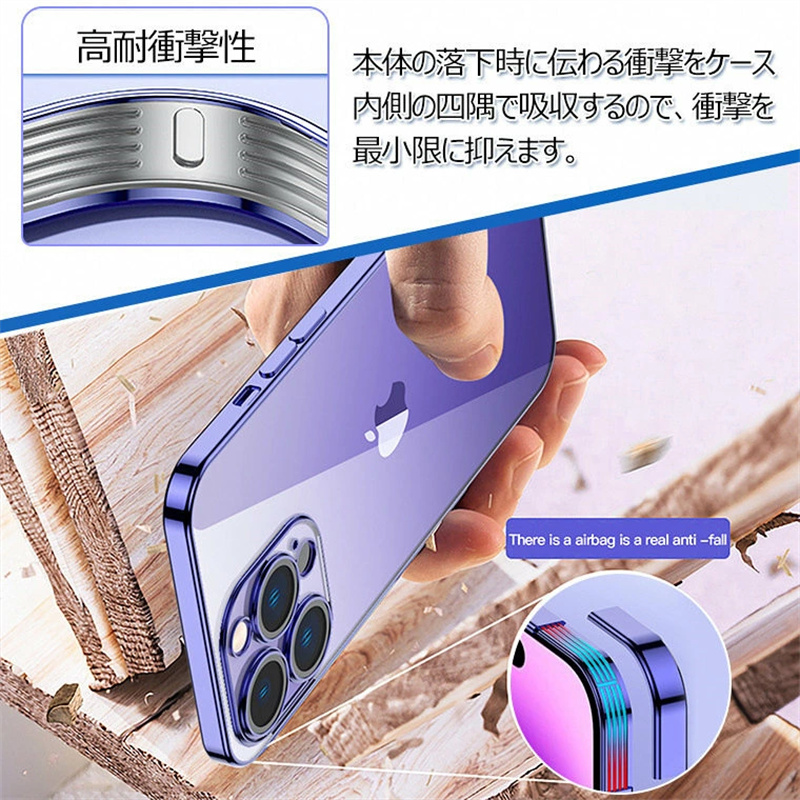 高耐衝撃性
本体の落下時に伝わる衝撃をケース
内側の四隅で吸収するので、衝撃を
最小限に抑えます。
There is a airbag is a real anti –fall